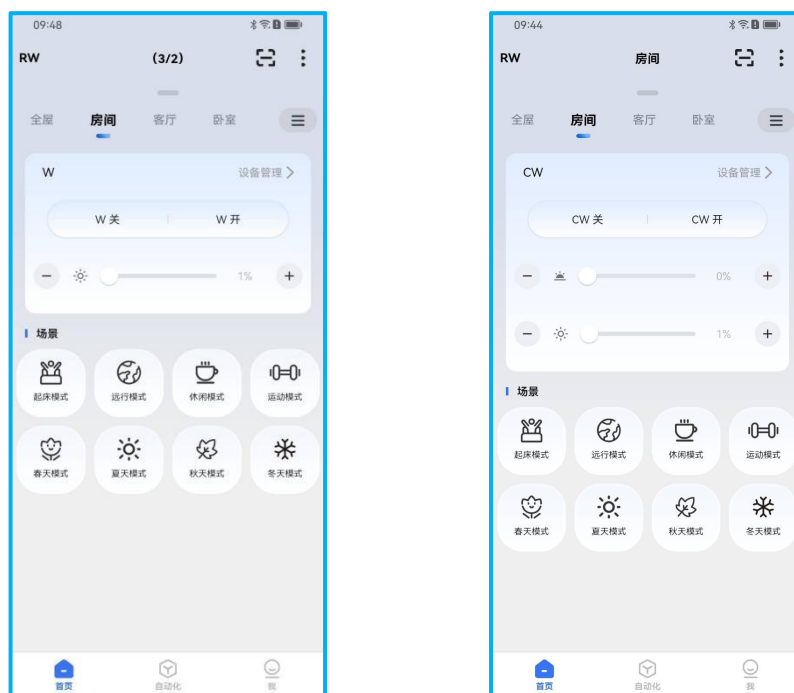 09:48
RW (3/2)
全屋 房间 客厅 卧室
W 设备管理
W 关 W 开
1%
场景
起床模式 远行模式 休闲模式 运动模式
春天模式 夏天模式 秋天模式 冬天模式
首页 自动化 我
09:44
RW 房间
全屋 房间 客厅 卧室
CW 设备管理
CW 关 CW 开
0%
1%
场景
起床模式 远行模式 休闲模式 运动模式
春天模式 夏天模式 秋天模式 冬天模式
首页 自动化 我